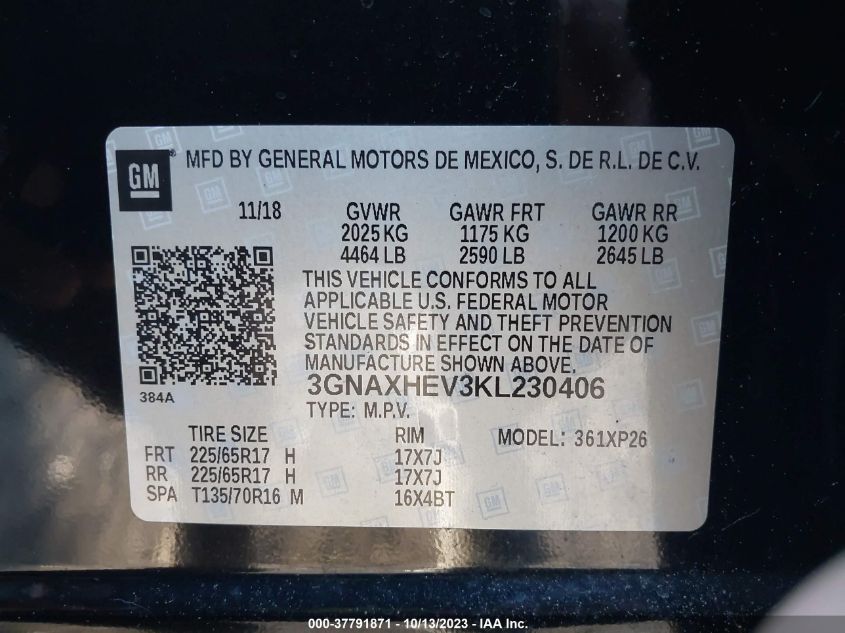 GM® MFD BY GENERAL MOTORS DE MEXICO, S. DE R.L. DE C.V.
11/18 GVWR GAWR FRT GAWR RR
2025 KG 1175 KG 1200 KG
4464 LB 2590 LB 2645 LB
THIS VEHICLE CONFORMS TO ALL
APPLICABLE U.S. FEDERAL MOTOR
VEHICLE SAFETY AND THEFT PREVENTION
STANDARDS IN EFFECT ON THE DATE OF
MANUFACTURE SHOWN ABOVE.
384A
3GNAXHEV3KL230406
TYPE: M.P.V.
TIRE SIZE RIM MODEL: 361XP26
FRT 225/65R17 H 17X7J
RR 225/65R17 H 17X7J
SPA T135/70R16 M 16X4BT
000-37791871 - 10/13/2023 - IAA Inc.